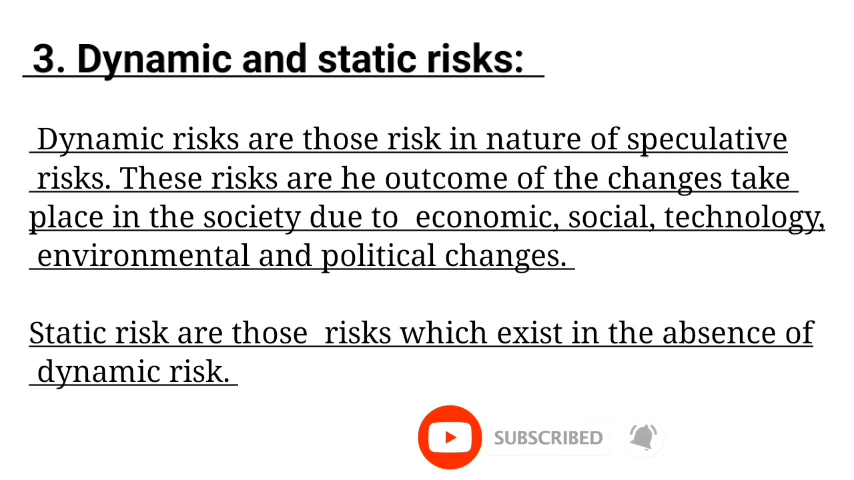 3. Dynamic and static risks:
Dynamic risks are those risk in nature of speculative
risks. These risks are he outcome of the changes take
place in the society due to economic, social, technology,
environmental and political changes.
Static risk are those risks which exist in the absence of
dynamic risk.
SUBSCRIBED